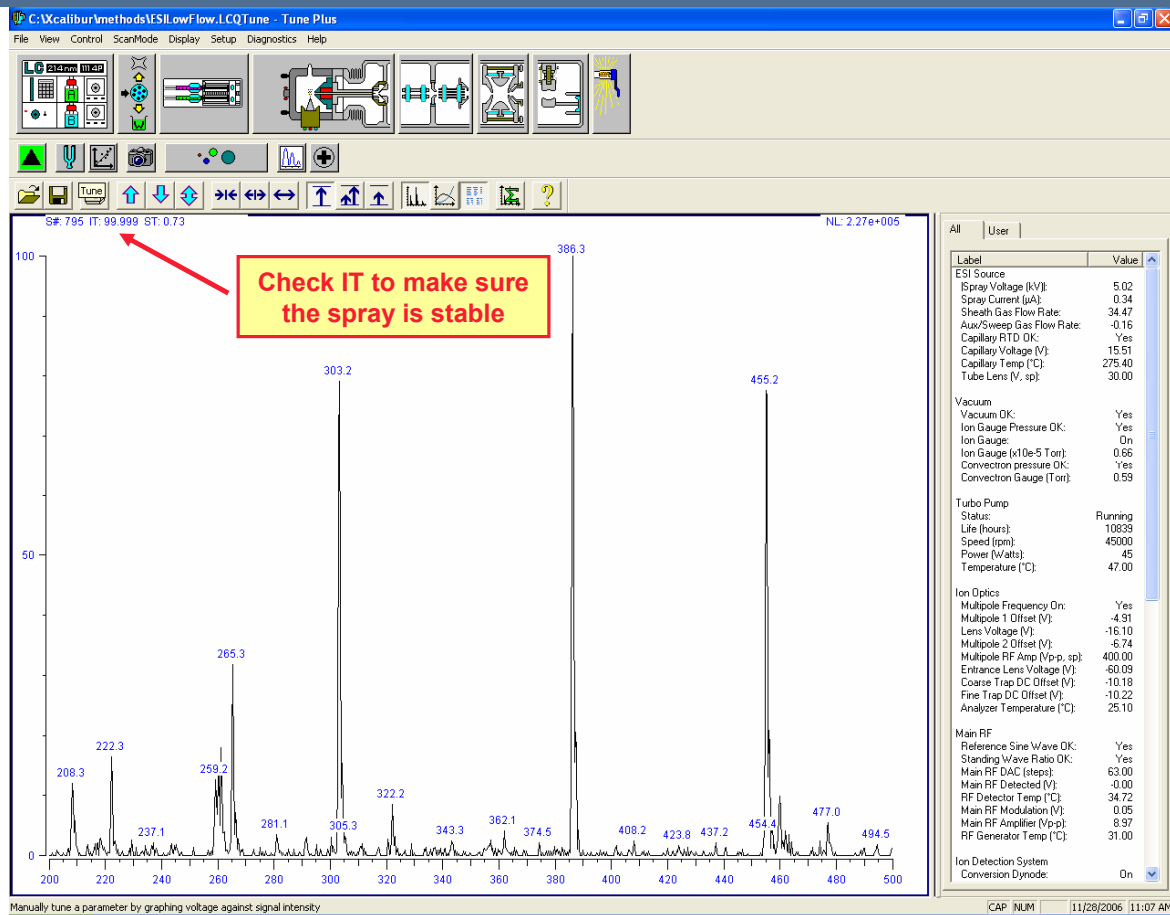 C:\Xcalibur\methods\ESILowFlow.LCQTune - Tune Plus
File View Control ScanMode Display Setup Diagnostics Help
LC 214nm 111 4P
A
B
Tune
S#: 795 IT: 99.999 ST: 0.73 NL: 2.27e+005
Check IT to make sure
the spray is stable
100
50
0
386.3
303.2
455.2
265.3
222.3
208.3
259.2
237.1
281.1
305.3
322.2
343.3
362.1
374.5
408.2
423.8
437.2
454.4
477.0
494.5
200 220 240 260 280 300 320 340 360 380 400 420 440 460 480 500
All User
Label Value
ESI Source
Spray Voltage (kV): 5.02
Spray Current (µA): 0.34
Sheath Gas Flow Rate: 34.47
Aux/Sweep Gas Flow Rate: -0.16
Capillary RTD OK: Yes
Capillary Voltage (V): 15.51
Capillary Temp (°C): 275.40
Tube Lens (V, sp): 30.00
Vacuum
Vacuum OK: Yes
Ion Gauge Pressure OK: Yes
Ion Gauge: On
Ion Gauge (x10e-5 Torr): 0.66
Convectron pressure OK: Yes
Convectron Gauge (Torr): 0.59
Turbo Pump
Status: Running
Life (hours): 10839
Speed (rpm): 45000
Power (Watts): 45
Temperature (°C): 47.00
Ion Optics
Multipole Frequency On: Yes
Multipole 1 Offset (V): -4.91
Lens Voltage (V): -16.10
Multipole 2 Offset (V): -6.74
Multipole RF Amp (Vp-p, sp): 400.00
Entrance Lens Voltage (V): -60.09
Coarse Trap DC Offset (V): -10.18
Fine Trap DC Offset (V): -10.22
Analyzer Temperature (°C): 25.10
Main RF
Reference Sine Wave OK: Yes
Standing Wave Ratio OK: Yes
Main RF DAC (steps): 63.00
Main RF Detected (V): -0.00
RF Detector Temp (°C): 34.72
Main RF Modulation (V): 0.05
Main RF Amplifier (Vp-p): 8.97
RF Generator Temp (°C): 31.00
Ion Detection System
Conversion Dynode: On
Manually tune a parameter by graphing voltage against signal intensity CAP NUM 11/28/2006 11:07 AM